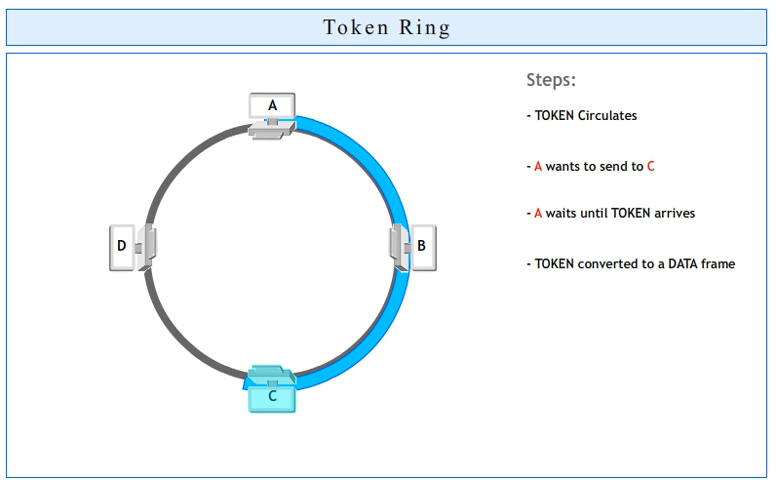 Token Ring
Steps:
A
- TOKEN Circulates
- A wants to send to C
- A waits until TOKEN arrives
D
B
- TOKEN converted to a DATA frame
C